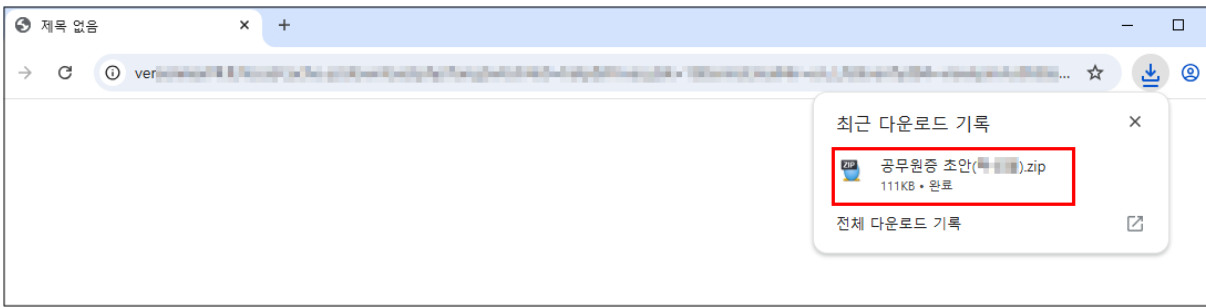 제목 없음
ver
최근 다운로드 기록
ZIP
공무원증 초안( ).zip
111KB • 완료
전체 다운로드 기록